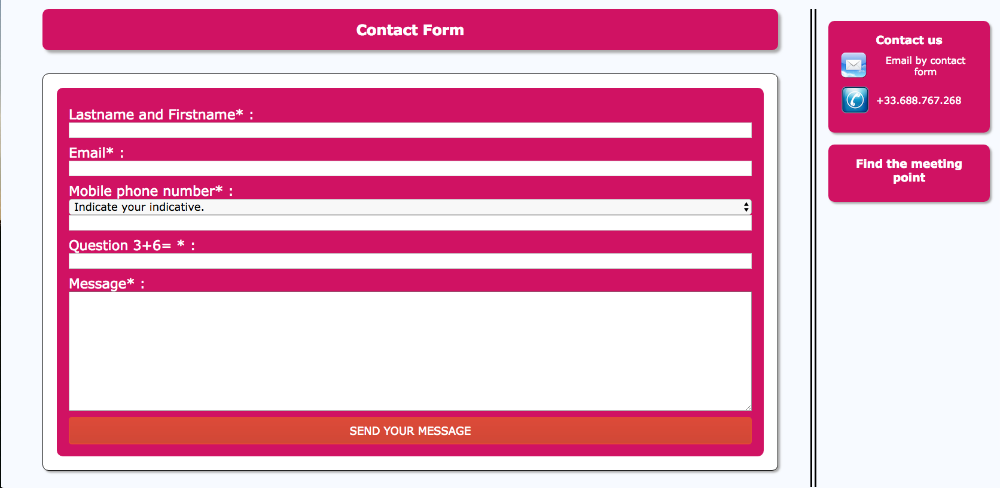 Contact Form
Lastname and Firstname* :
Email* :
Mobile phone number* :
Indicate your indicative.
Question 3+6= * :
Message* :
SEND YOUR MESSAGE
Contact us
Email by contact
form
+33.688.767.268
Find the meeting
point